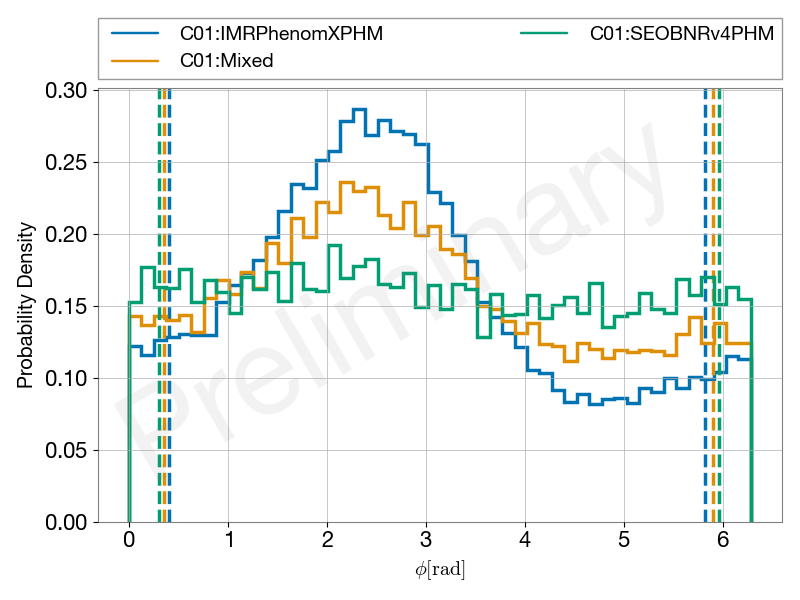 C01:IMRPhenomXPHM
C01:Mixed
C01:SEOBNRv4PHM
0.30
0.25
0.20
0.15
0.10
0.05
0.00
Probability Density
Preliminary
0 1 2 3 4 5 6
ϕ[rad]